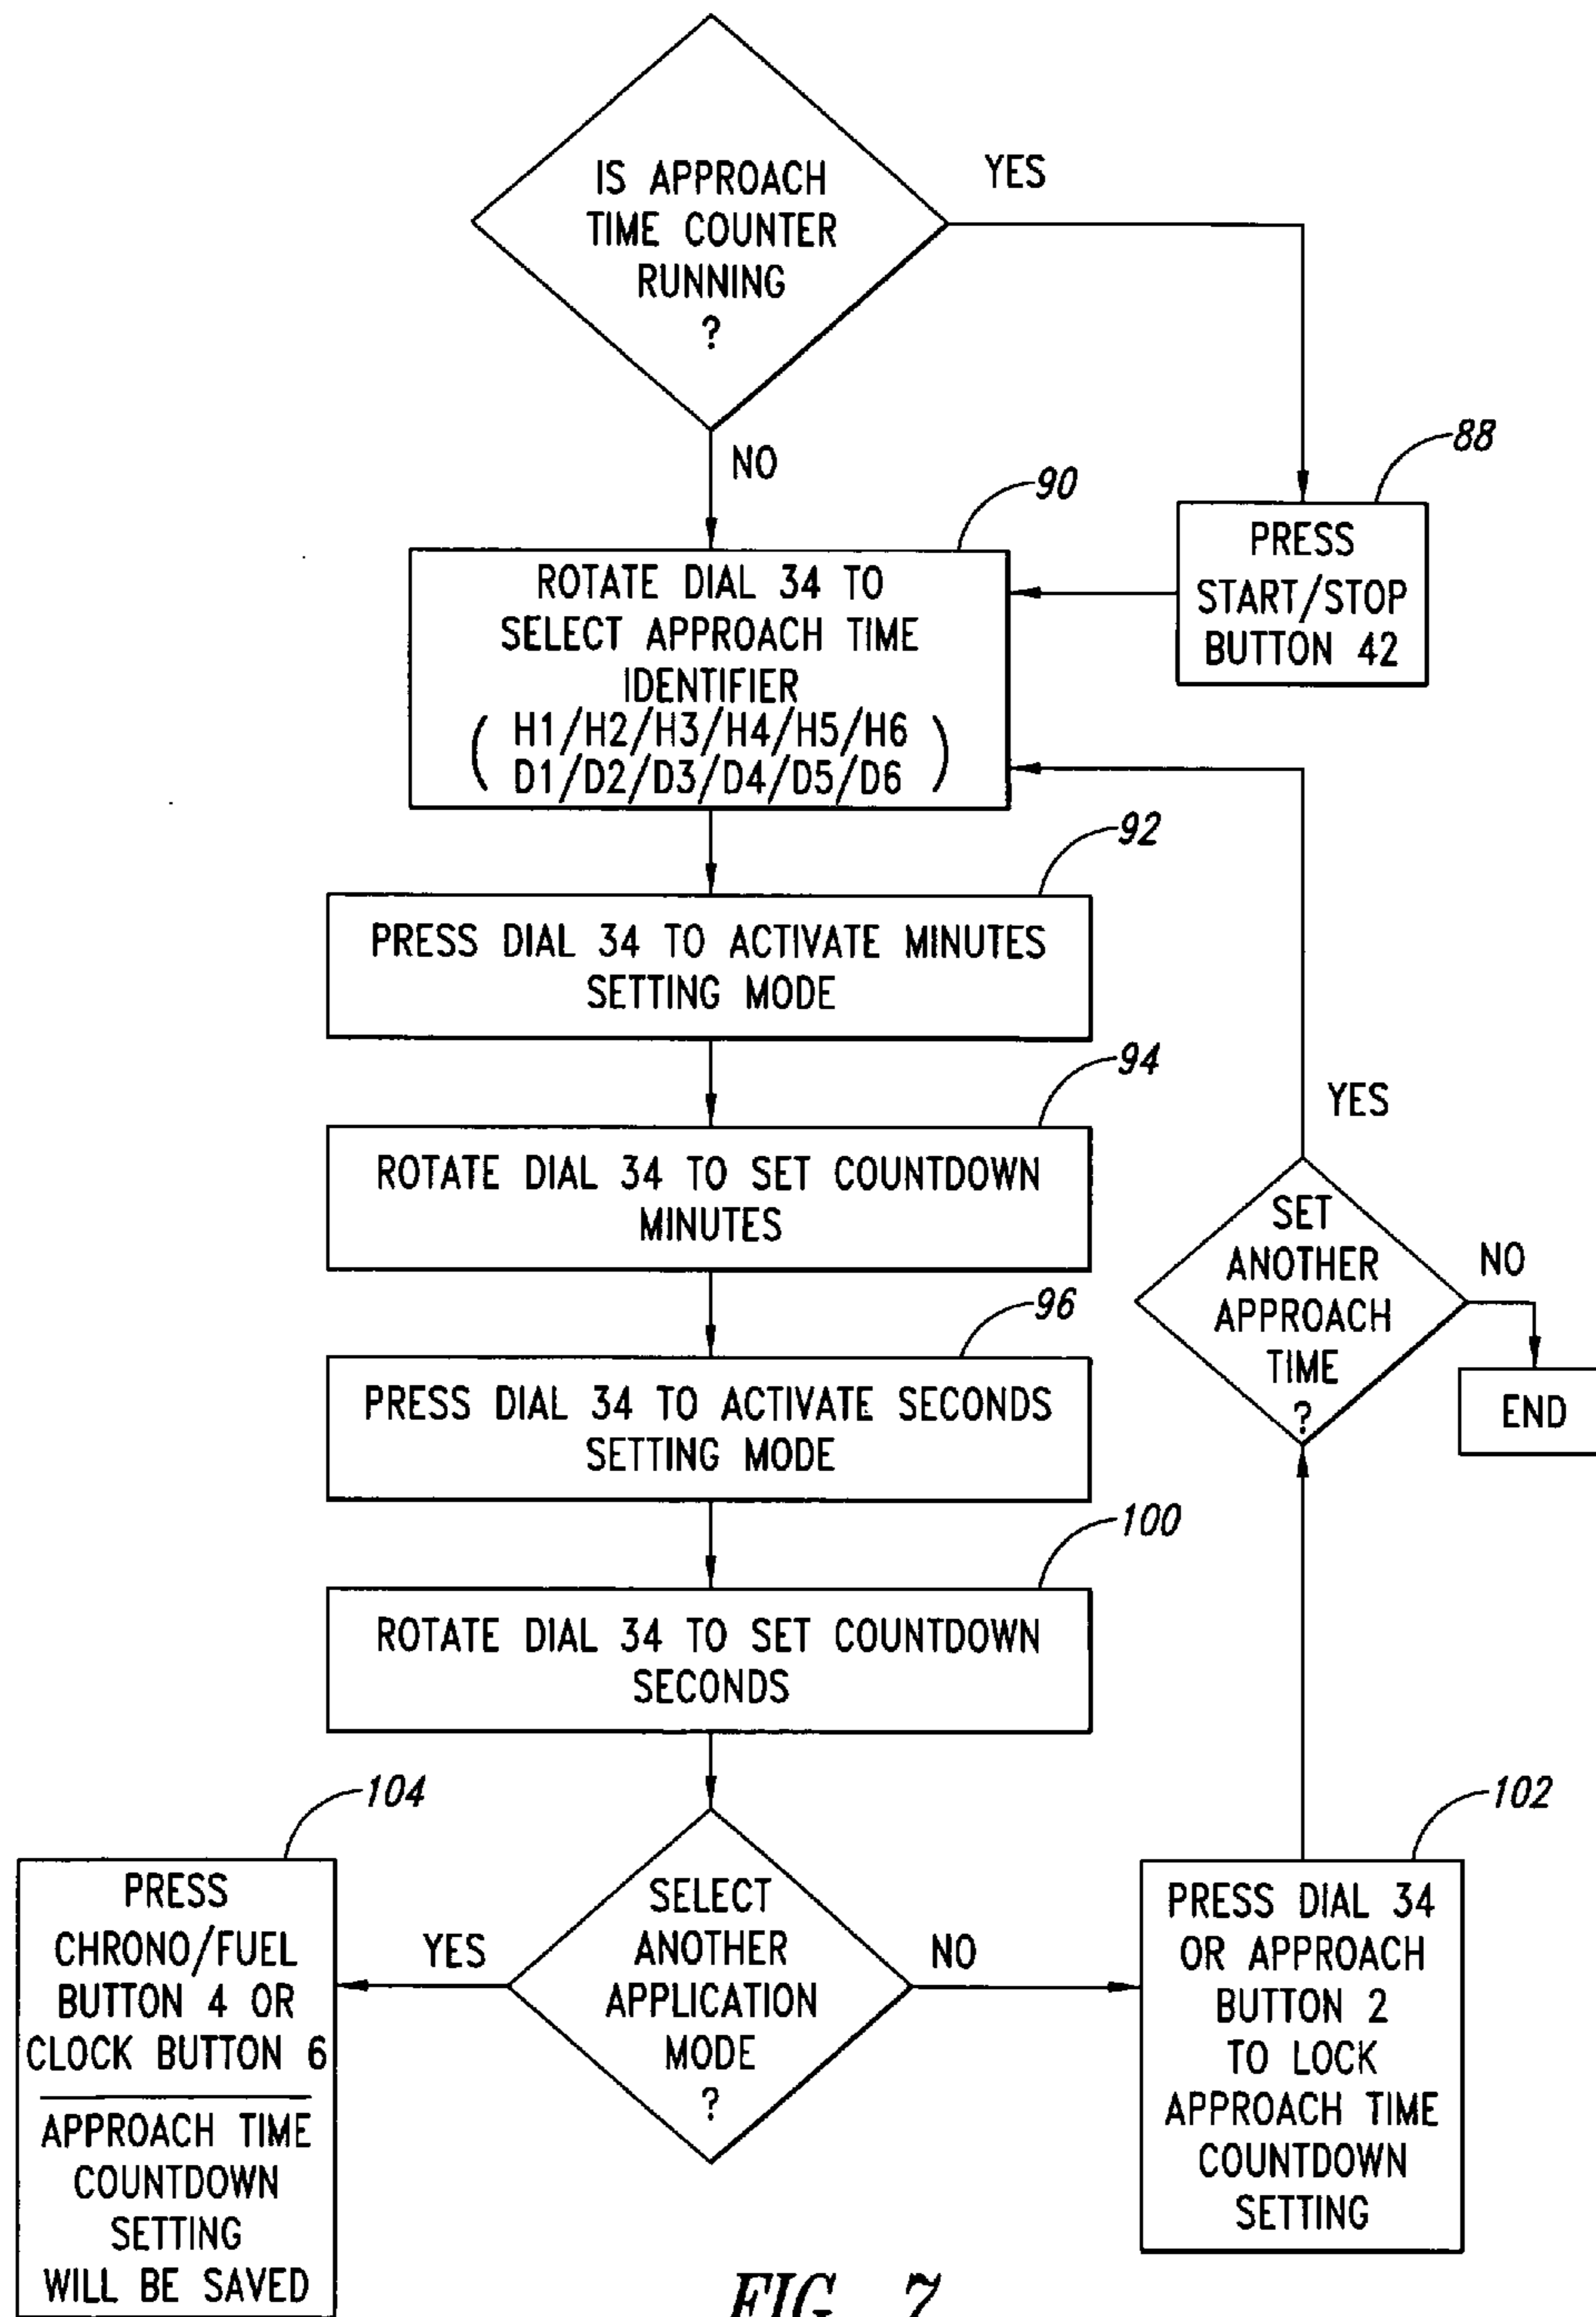 IS APPROACH
TIME COUNTER
RUNNING
?
YES
NO
88
PRESS
START/STOP
BUTTON 42
90
ROTATE DIAL 34 TO
SELECT APPROACH TIME
IDENTIFIER
( H1/H2/H3/H4/H5/H6 )
( D1/D2/D3/D4/D5/D6 )
92
PRESS DIAL 34 TO ACTIVATE MINUTES
SETTING MODE
94
ROTATE DIAL 34 TO SET COUNTDOWN
MINUTES
96
PRESS DIAL 34 TO ACTIVATE SECONDS
SETTING MODE
100
ROTATE DIAL 34 TO SET COUNTDOWN
SECONDS
SELECT
ANOTHER
APPLICATION
MODE
?
YES
NO
104
PRESS
CHRONO/FUEL
BUTTON 4 OR
CLOCK BUTTON 6
APPROACH TIME
COUNTDOWN
SETTING
WILL BE SAVED
102
PRESS DIAL 34
OR APPROACH
BUTTON 2
TO LOCK
APPROACH TIME
COUNTDOWN
SETTING
SET
ANOTHER
APPROACH
TIME
?
YES
NO
END
FIG. 7